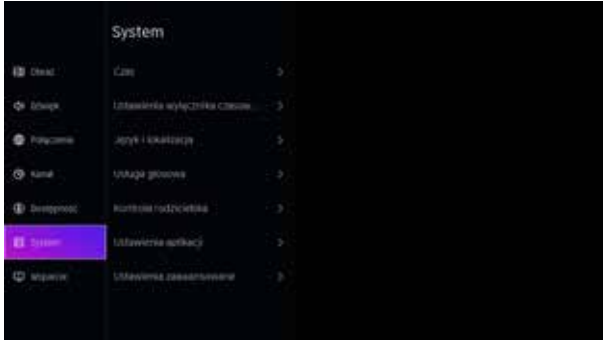 System
Obraz
Dźwięk
Połączenie
Kanał
Dostępność
System
Wsparcie
Czas
Ustawienia wyłącznika czasow...
Język i lokalizacja
Usługa głosowa
Kontrola rodzicielska
Ustawienia aplikacji
Ustawienia zaawansowane